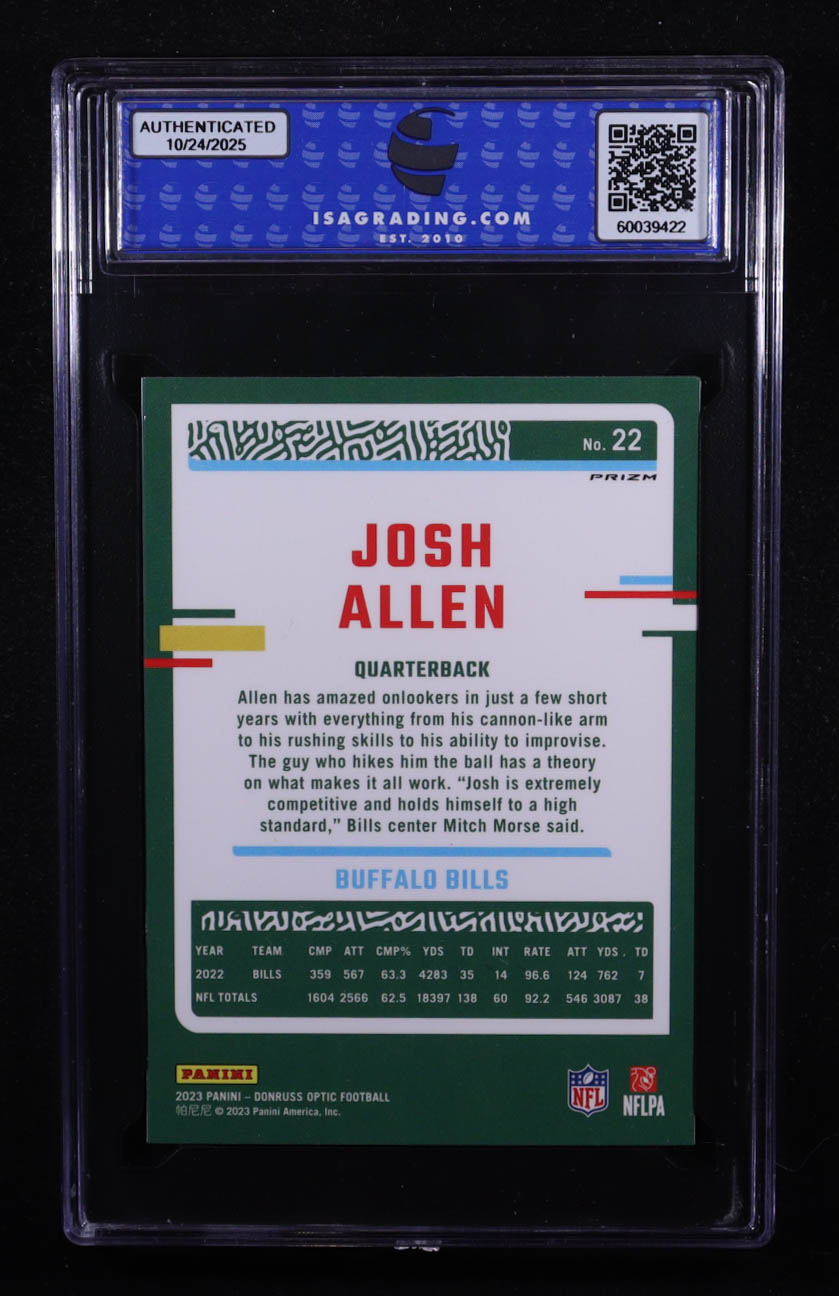 AUTHENTICATED
10/24/2025
ISAGRADING.COM
EST. 2010
60039422
No. 22
PRIZM
JOSH
ALLEN
QUARTERBACK
Allen has amazed onlookers in just a few short
years with everything from his cannon-like arm
to his rushing skills to his ability to improvise.
The guy who hikes him the ball has a theory
on what makes it all work. “Josh is extremely
competitive and holds himself to a high
standard,” Bills center Mitch Morse said.
BUFFALO BILLS
YEAR TEAM CMP ATT CMP% YDS TD INT RATE ATT YDS. TD
2022 BILLS 359 567 63.3 4283 35 14 96.6 124 762 7
NFL TOTALS 1604 2566 62.5 18397 138 60 92.2 546 3087 38
PANINI
2023 PANINI – DONRUSS OPTIC FOOTBALL
帕尼尼 © 2023 Panini America, Inc.
NFL
NFLPA